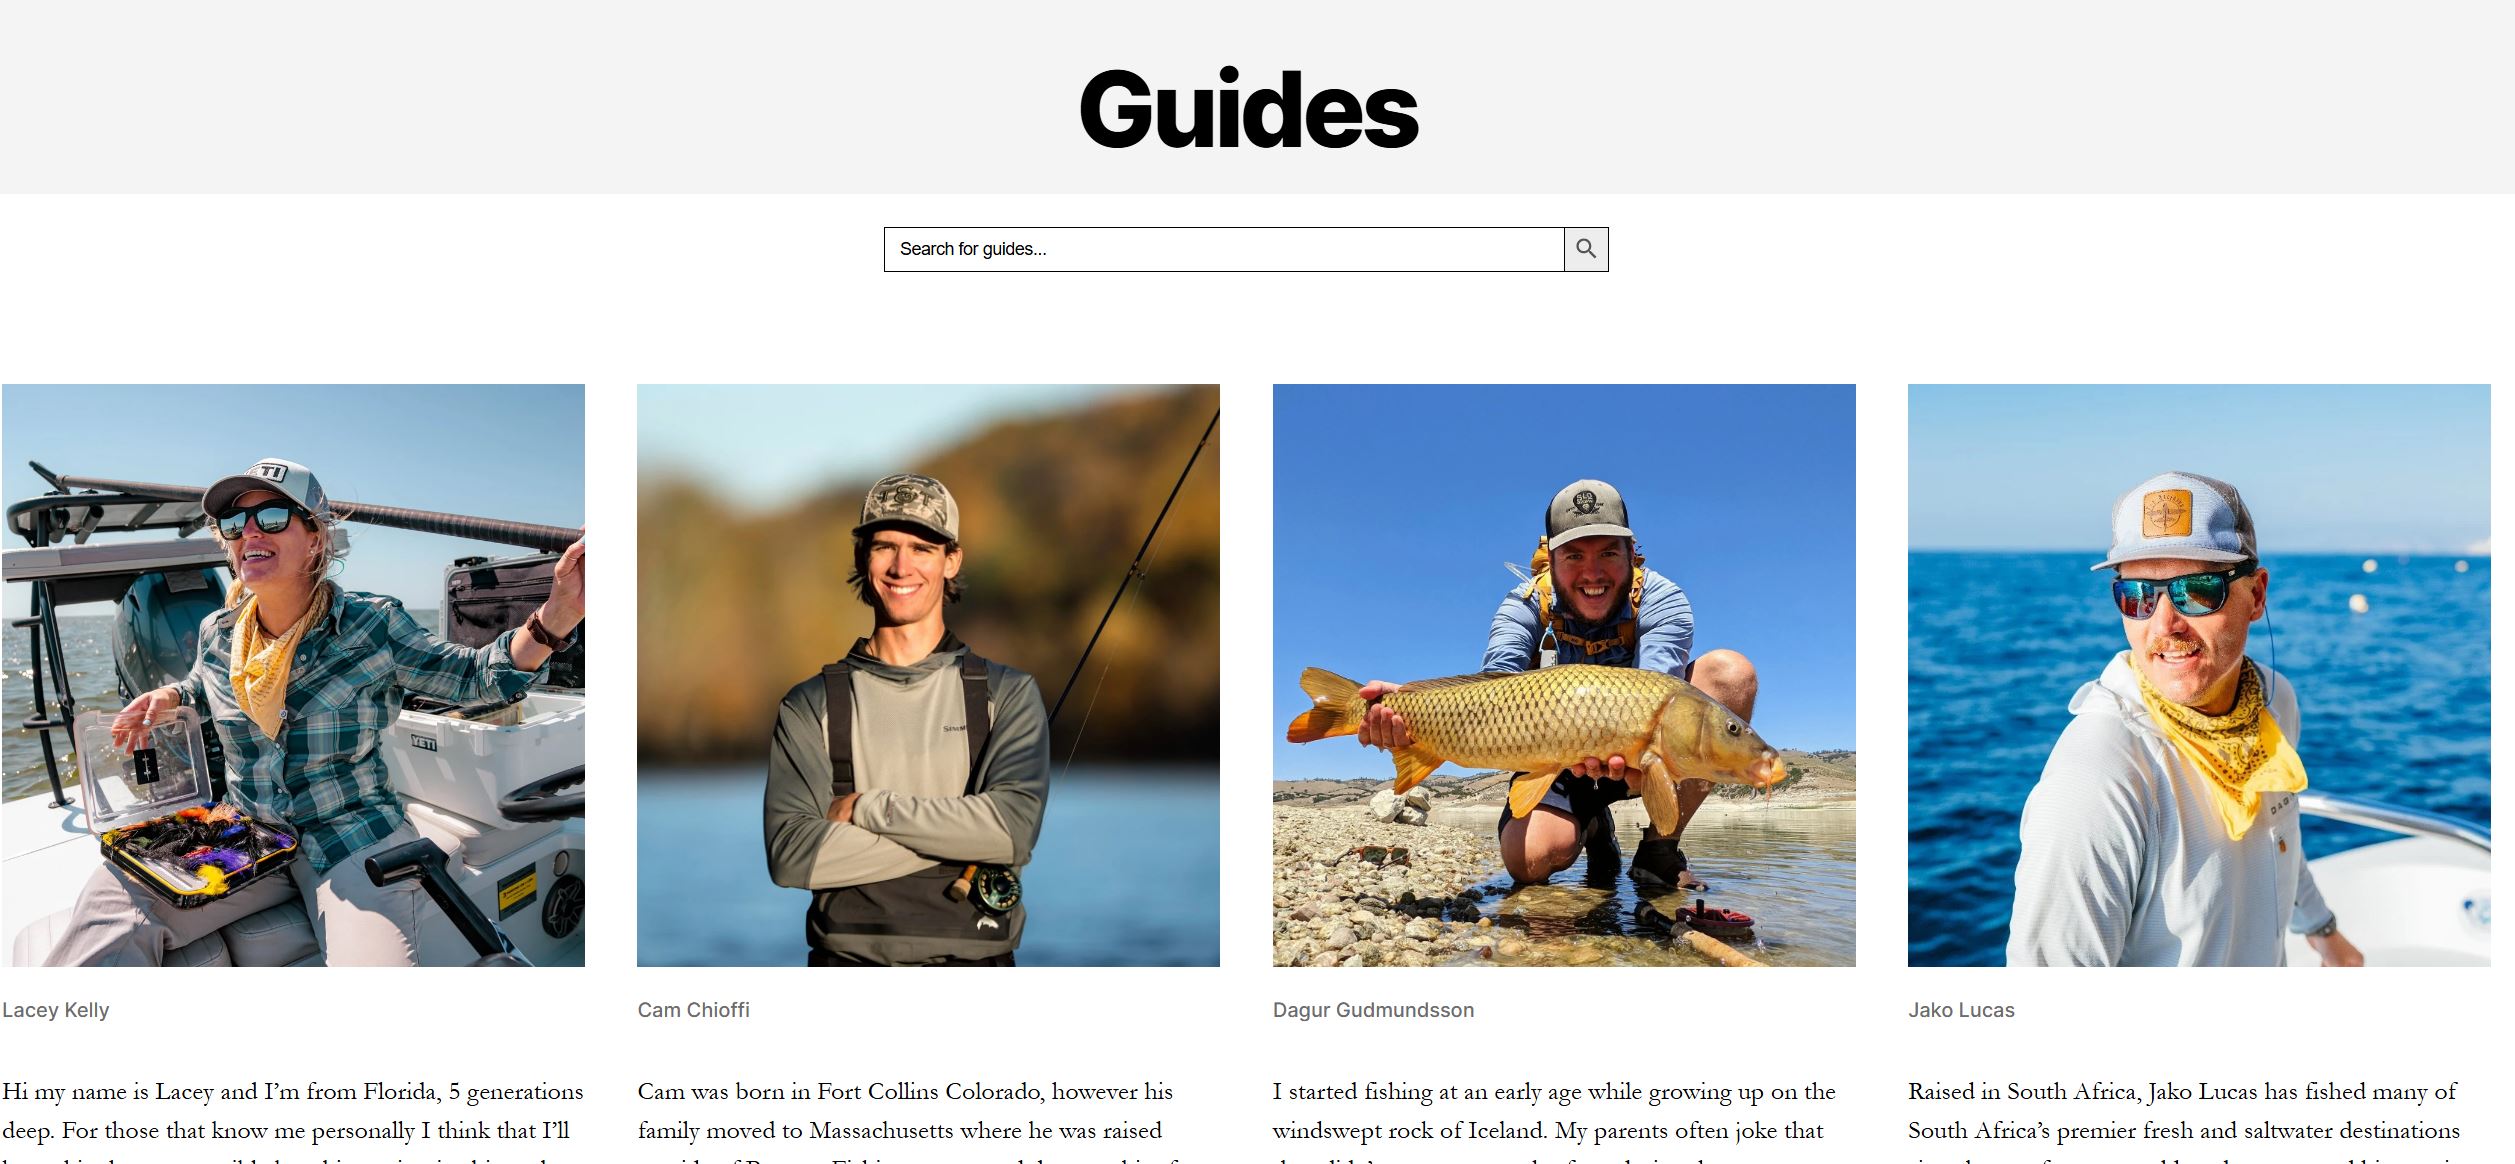 Guides
Search for guides...
YETI
SIMMS
Lacey Kelly
Cam Chioffi
Dagur Gudmundsson
Jako Lucas
Hi my name is Lacey and I’m from Florida, 5 generations
deep. For those that know me personally I think that I’ll
Cam was born in Fort Collins Colorado, however his
family moved to Massachusetts where he was raised
I started fishing at an early age while growing up on the
windswept rock of Iceland. My parents often joke that
Raised in South Africa, Jako Lucas has fished many of
South Africa’s premier fresh and saltwater destinations